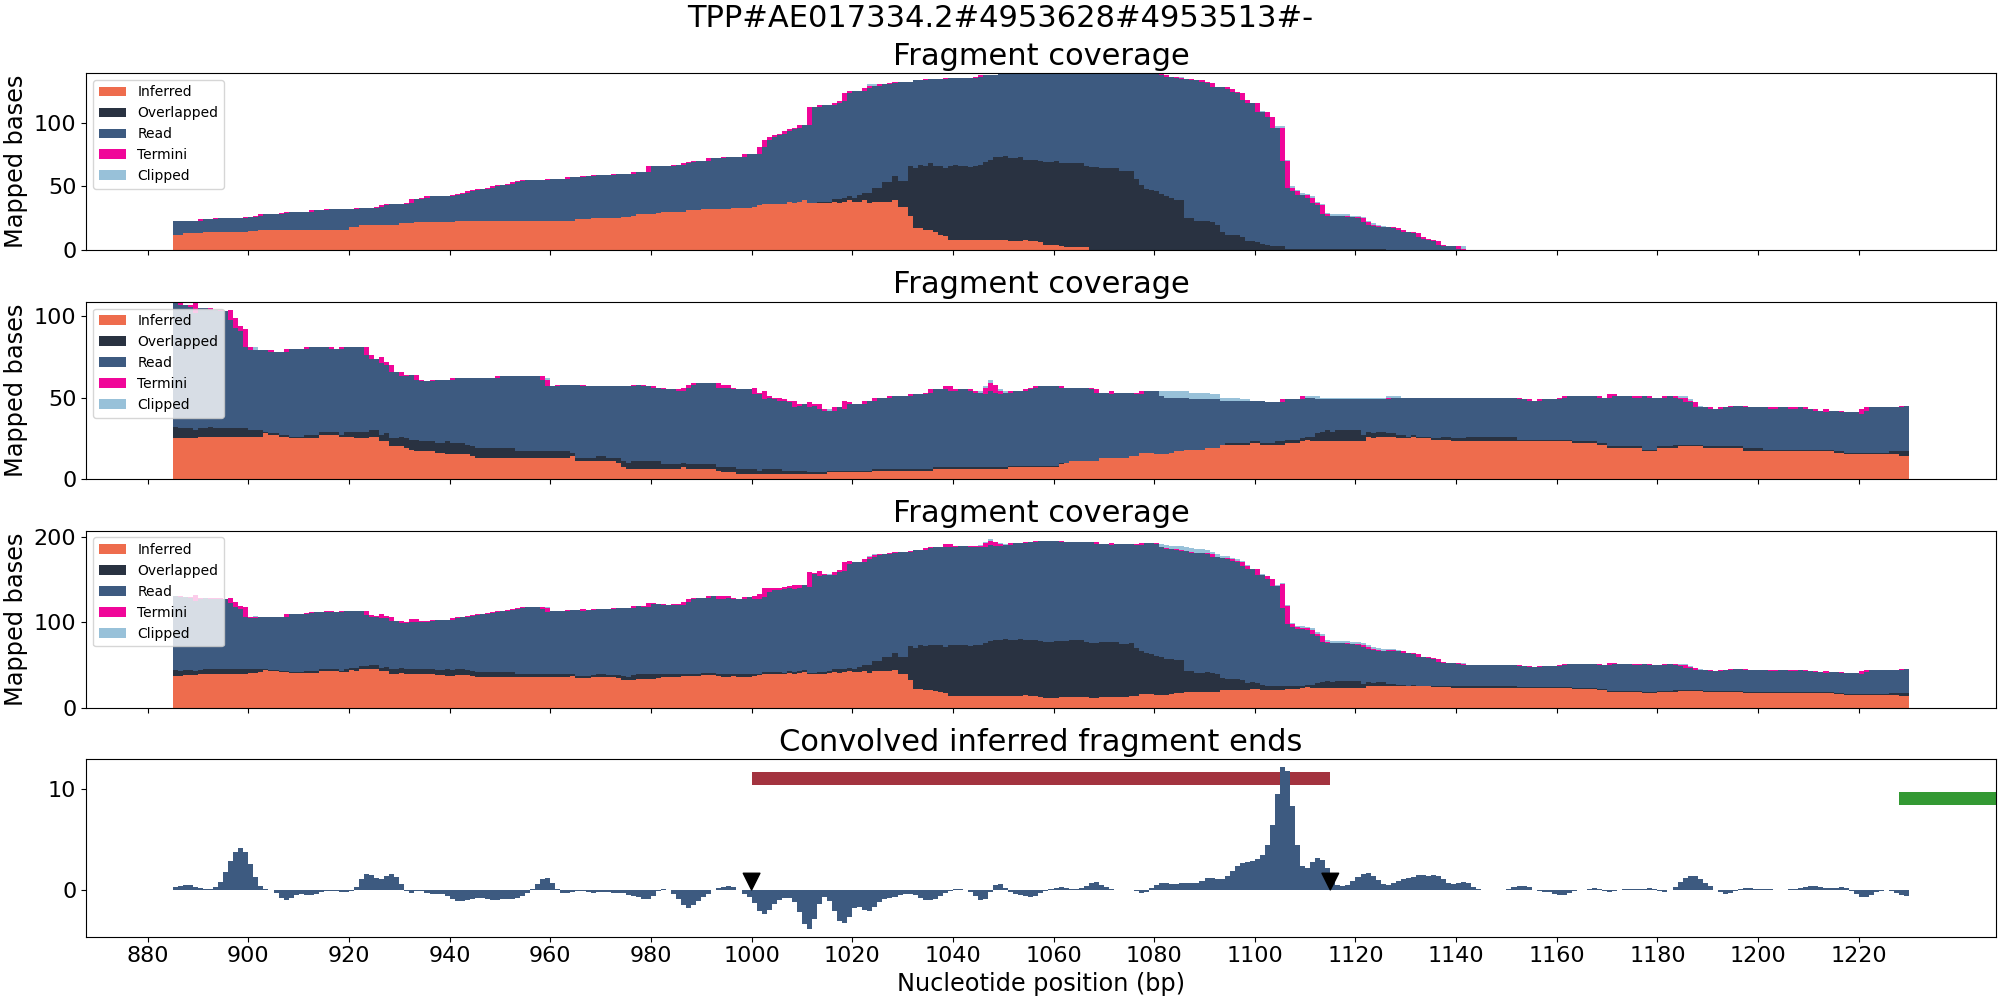 TPP#AE017334.2#4953628#4953513#-
Fragment coverage
Mapped bases
100
50
0
Inferred
Overlapped
Read
Termini
Clipped
Fragment coverage
Mapped bases
100
50
0
Inferred
Overlapped
Read
Termini
Clipped
Fragment coverage
Mapped bases
200
100
0
Inferred
Overlapped
Read
Termini
Clipped
Convolved inferred fragment ends
10
0
880 900 920 940 960 980 1000 1020 1040 1060 1080 1100 1120 1140 1160 1180 1200 1220
Nucleotide position (bp)